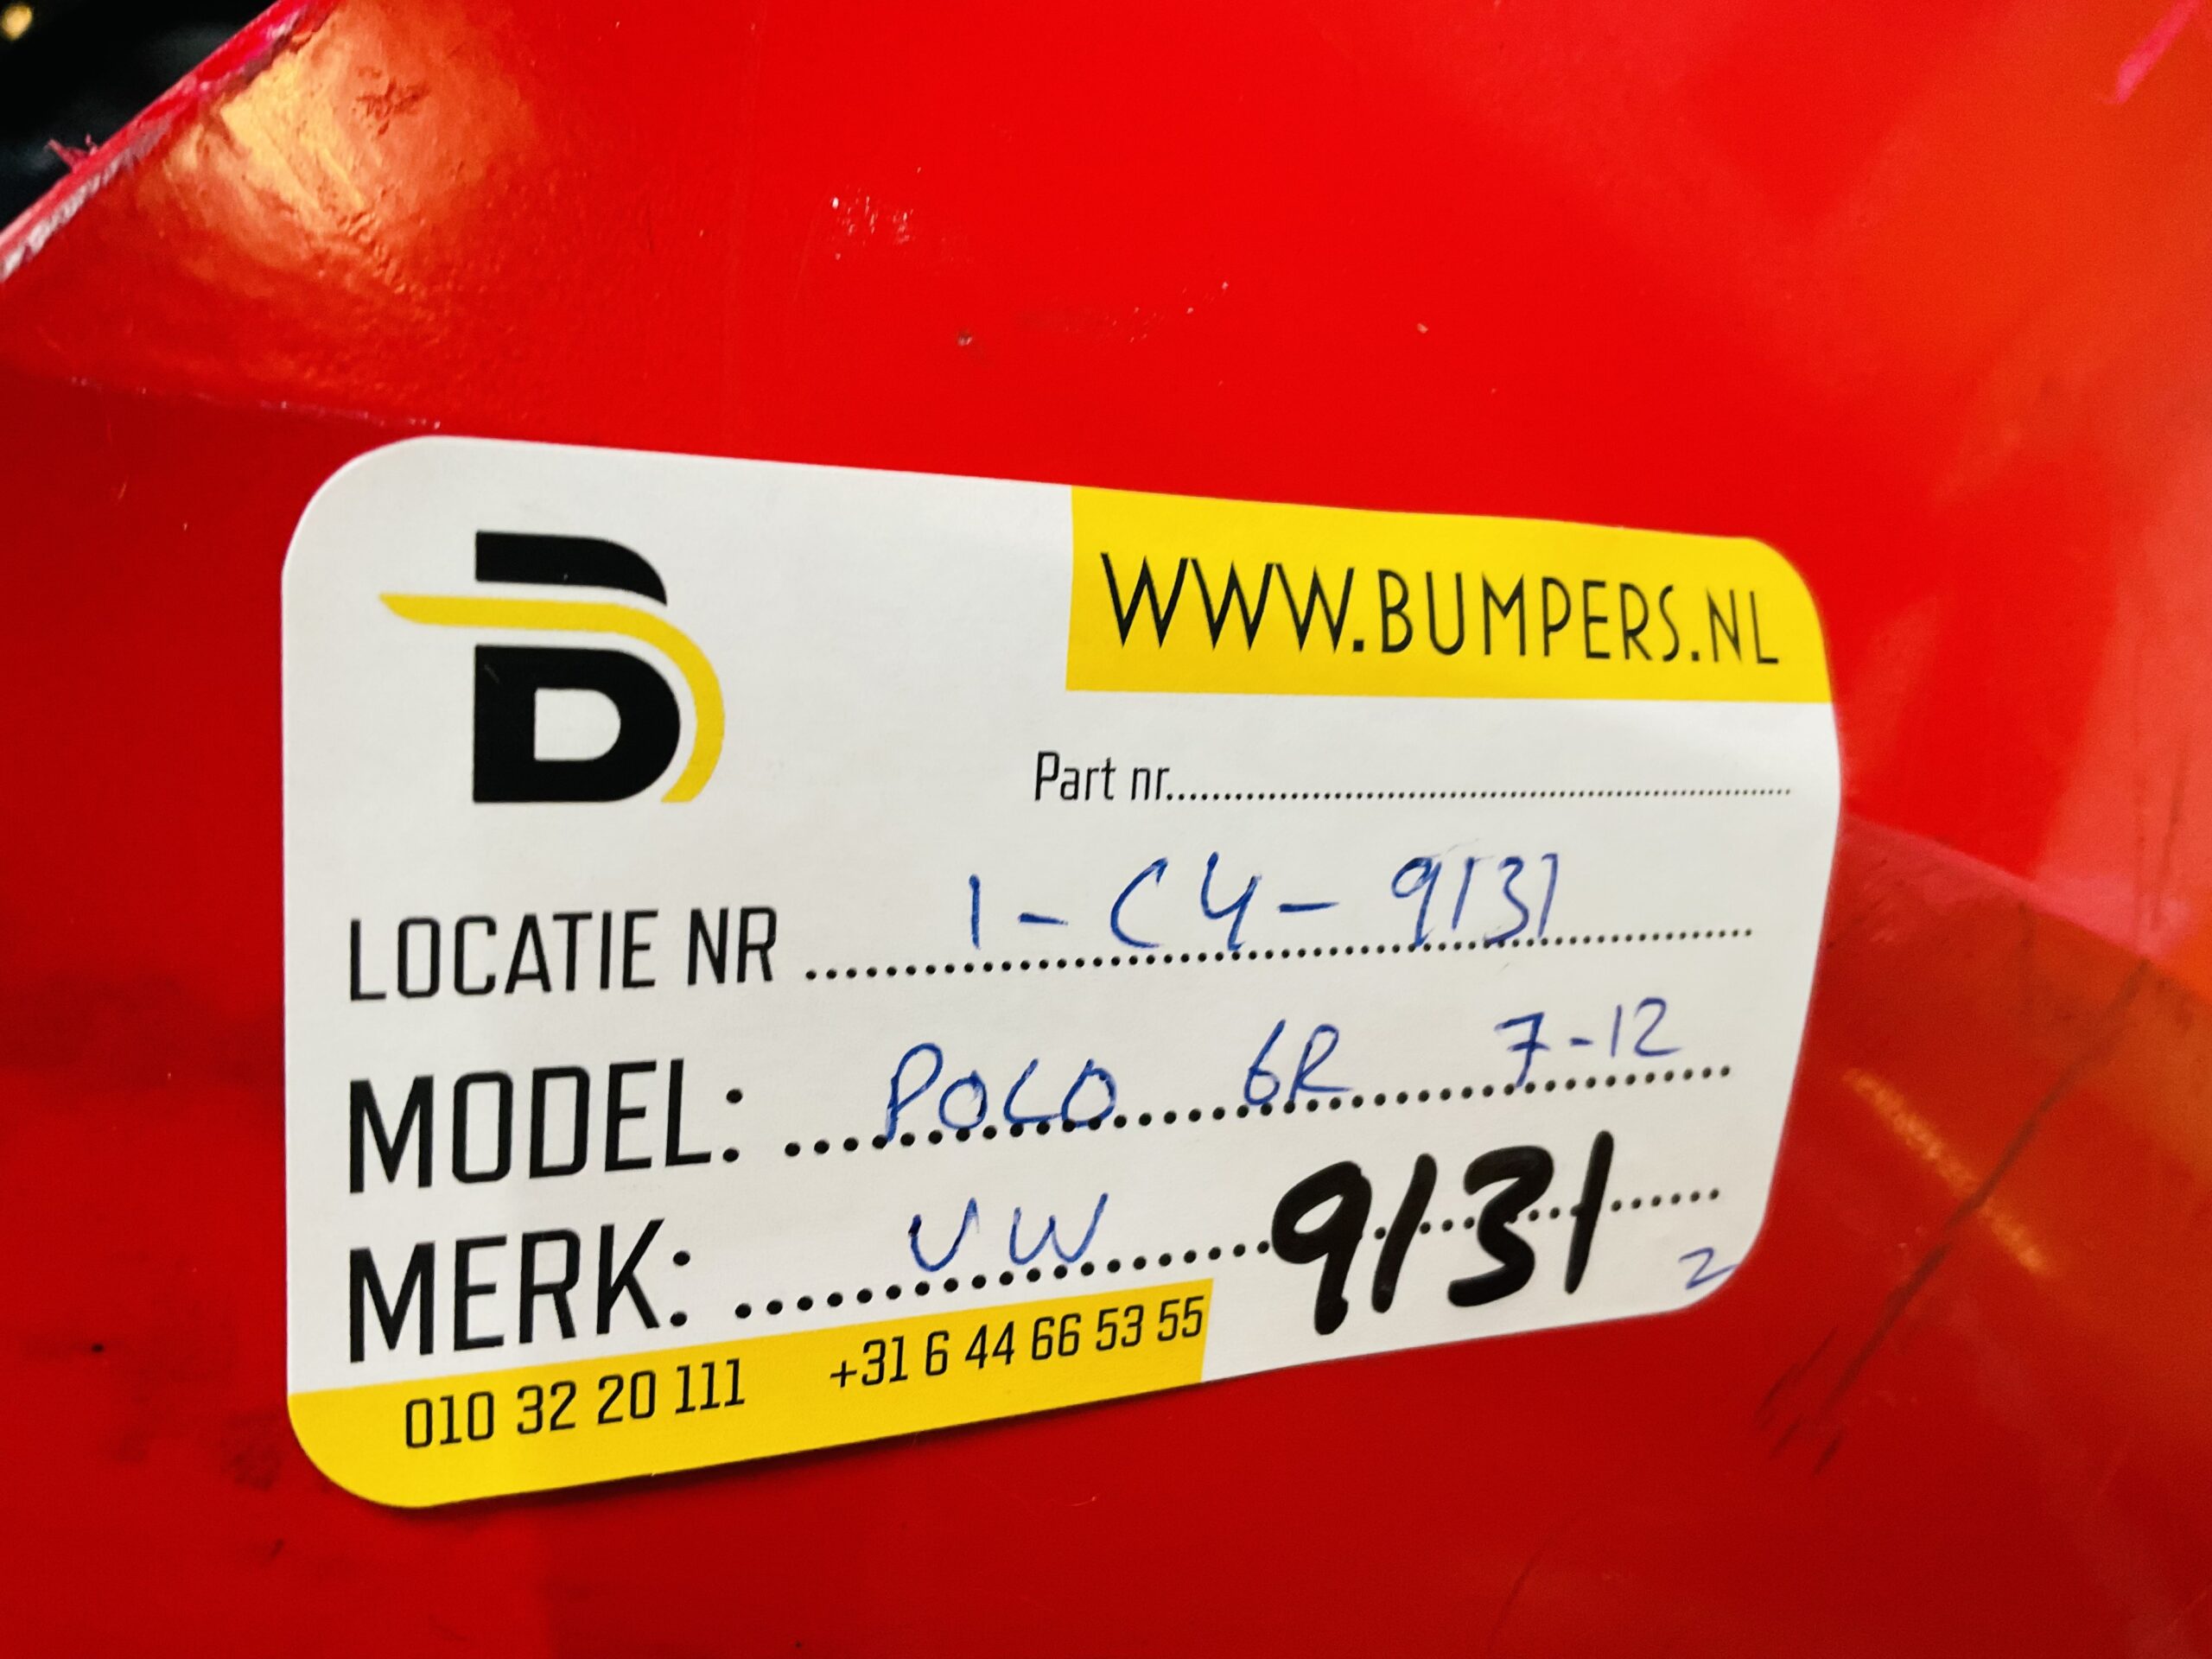 B
WWW.BUMPERS.NL
Part nr....................
LOCATIE NR 1-C4-9131
MODEL: POLO 6R 7-12
MERK: VW 9131
2
010 32 20 111 +31 6 44 66 53 55